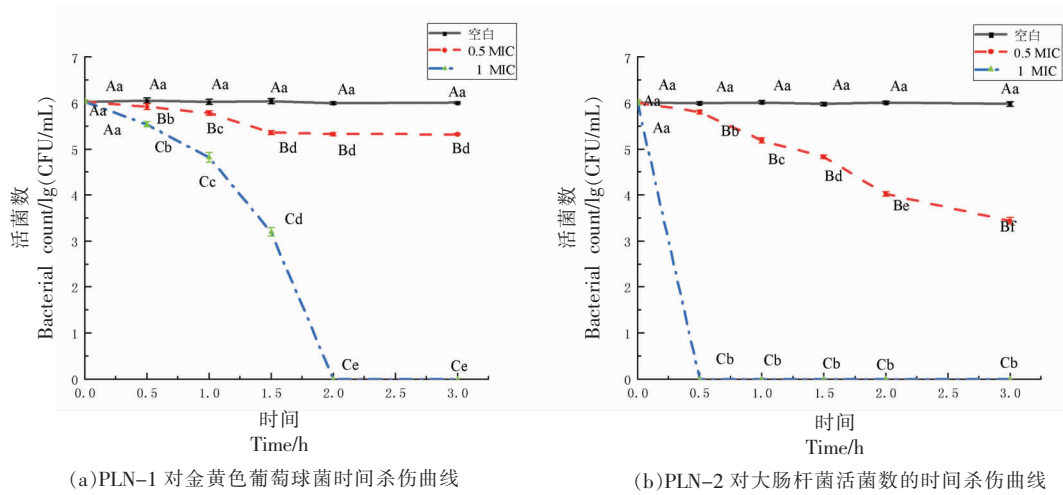 空白
0.5 MIC
1 MIC
7
6
5
4
3
2
1
0
Aa
Aa
Aa
Aa
Aa
Aa
Aa
Aa
Bb
Bc
Bd
Bd
Bd
Cb
Cc
Cd
Ce
Ce
0.0
0.5
1.0
1.5
2.0
2.5
3.0
活菌数
Bacterial count/lg(CFU/mL)
时间
Time/h
(a)PLN-1 对金黄色葡萄球菌时间杀伤曲线
空白
0.5 MIC
1 MIC
7
6
5
4
3
2
1
0
Aa
Aa
Aa
Aa
Aa
Aa
Aa
Aa
Bb
Bc
Bd
Be
Bf
Cb
Cb
Cb
Cb
Cb
0.0
0.5
1.0
1.5
2.0
2.5
3.0
活菌数
Bacterial count/lg(CFU/mL)
时间
Time/h
(b)PLN-2 对大肠杆菌活菌数的时间杀伤曲线